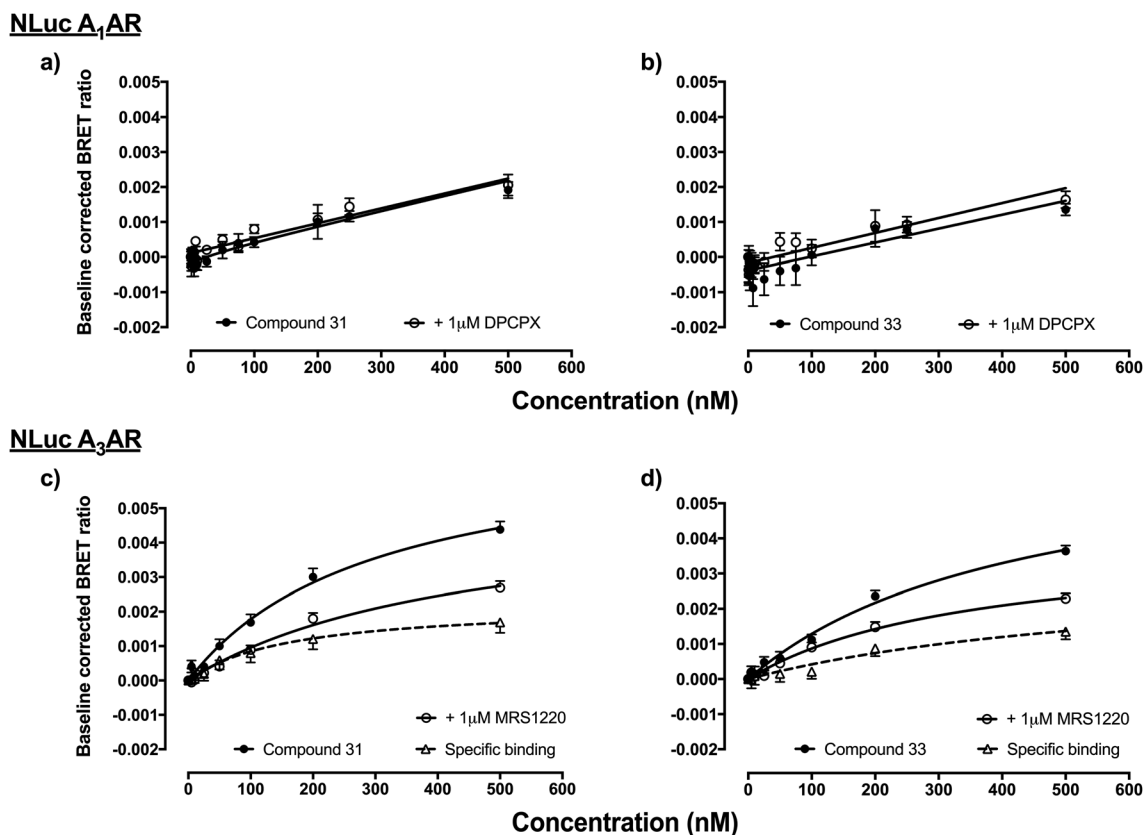 NLuc A₁AR
a)
b)
Baseline corrected BRET ratio
0.005
0.004
0.003
0.002
0.001
0.000
-0.001
-0.002
Compound 31
+ 1μM DPCPX
0 100 200 300 400 500 600
0.005
0.004
0.003
0.002
0.001
0.000
-0.001
-0.002
Compound 33
+ 1μM DPCPX
0 100 200 300 400 500 600
Concentration (nM)
NLuc A₃AR
c)
d)
Baseline corrected BRET ratio
0.005
0.004
0.003
0.002
0.001
0.000
-0.001
-0.002
+ 1μM MRS1220
Compound 31
Specific binding
0 100 200 300 400 500 600
0.005
0.004
0.003
0.002
0.001
0.000
-0.001
-0.002
+ 1μM MRS1220
Compound 33
Specific binding
0 100 200 300 400 500 600
Concentration (nM)